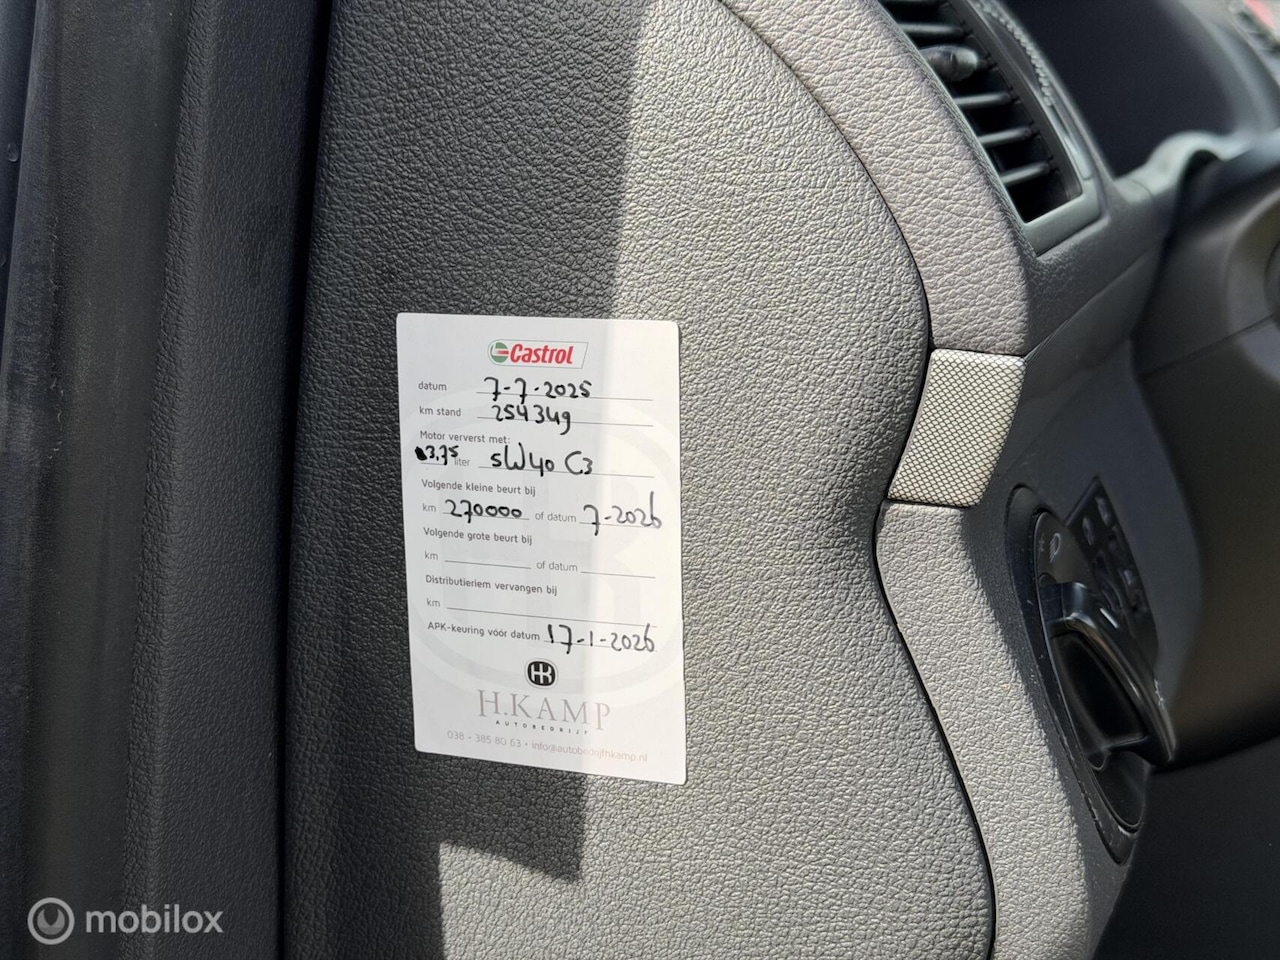 Castrol
datum 7-7-2025
km stand 254349
Motor ververst met:
3,75 liter 5W40 C3
Volgende kleine beurt bij
km 270000 of datum 7-2026
Volgende grote beurt bij
km of datum
Distributieriem vervangen bij
km
APK-keuring vóór datum 17-1-2026
HK
H.KAMP
AUTOBEDRIJF
038 - 385 80 63 • info@autobedrijfhkamp.nl
mobilox